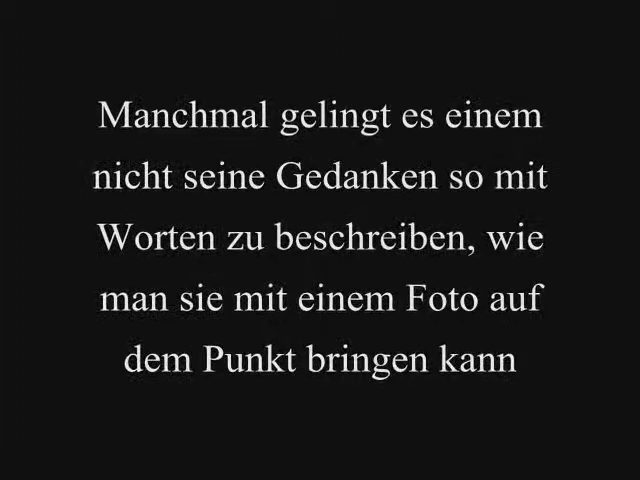 Manchmal gelingt es einem
nicht seine Gedanken so mit
Worten zu beschreiben, wie
man sie mit einem Foto auf
dem Punkt bringen kann